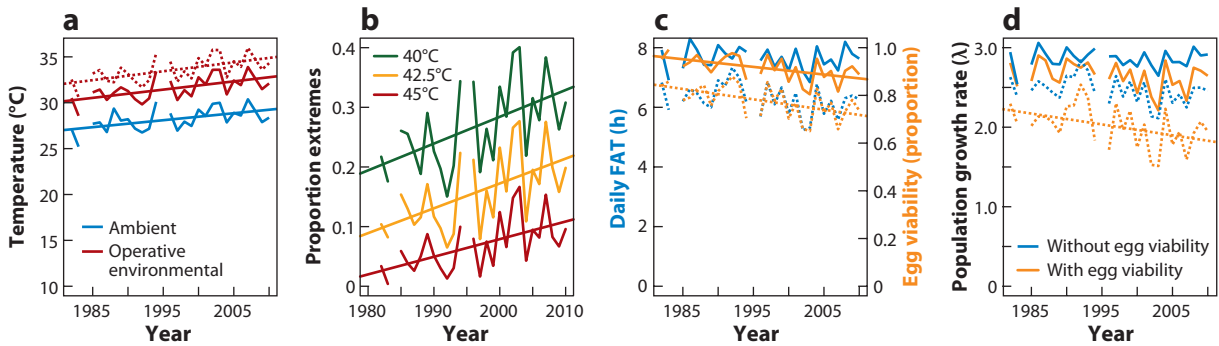 a
35
30
25
20
15
10
Temperature (°C)
Ambient
Operative
environmental
1985
1995
2005
Year
b
0.4
0.3
0.2
0.1
0
Proportion extremes
40°C
42.5°C
45°C
1980
1990
2000
2010
Year
c
8
6
4
2
0
Daily FAT (h)
1.0
0.8
0.6
0.4
0.2
0
Egg viability (proportion)
1985
1995
2005
Year
d
3.0
2.0
1.0
0
Population growth rate (λ)
Without egg viability
With egg viability
1985
1995
2005
Year